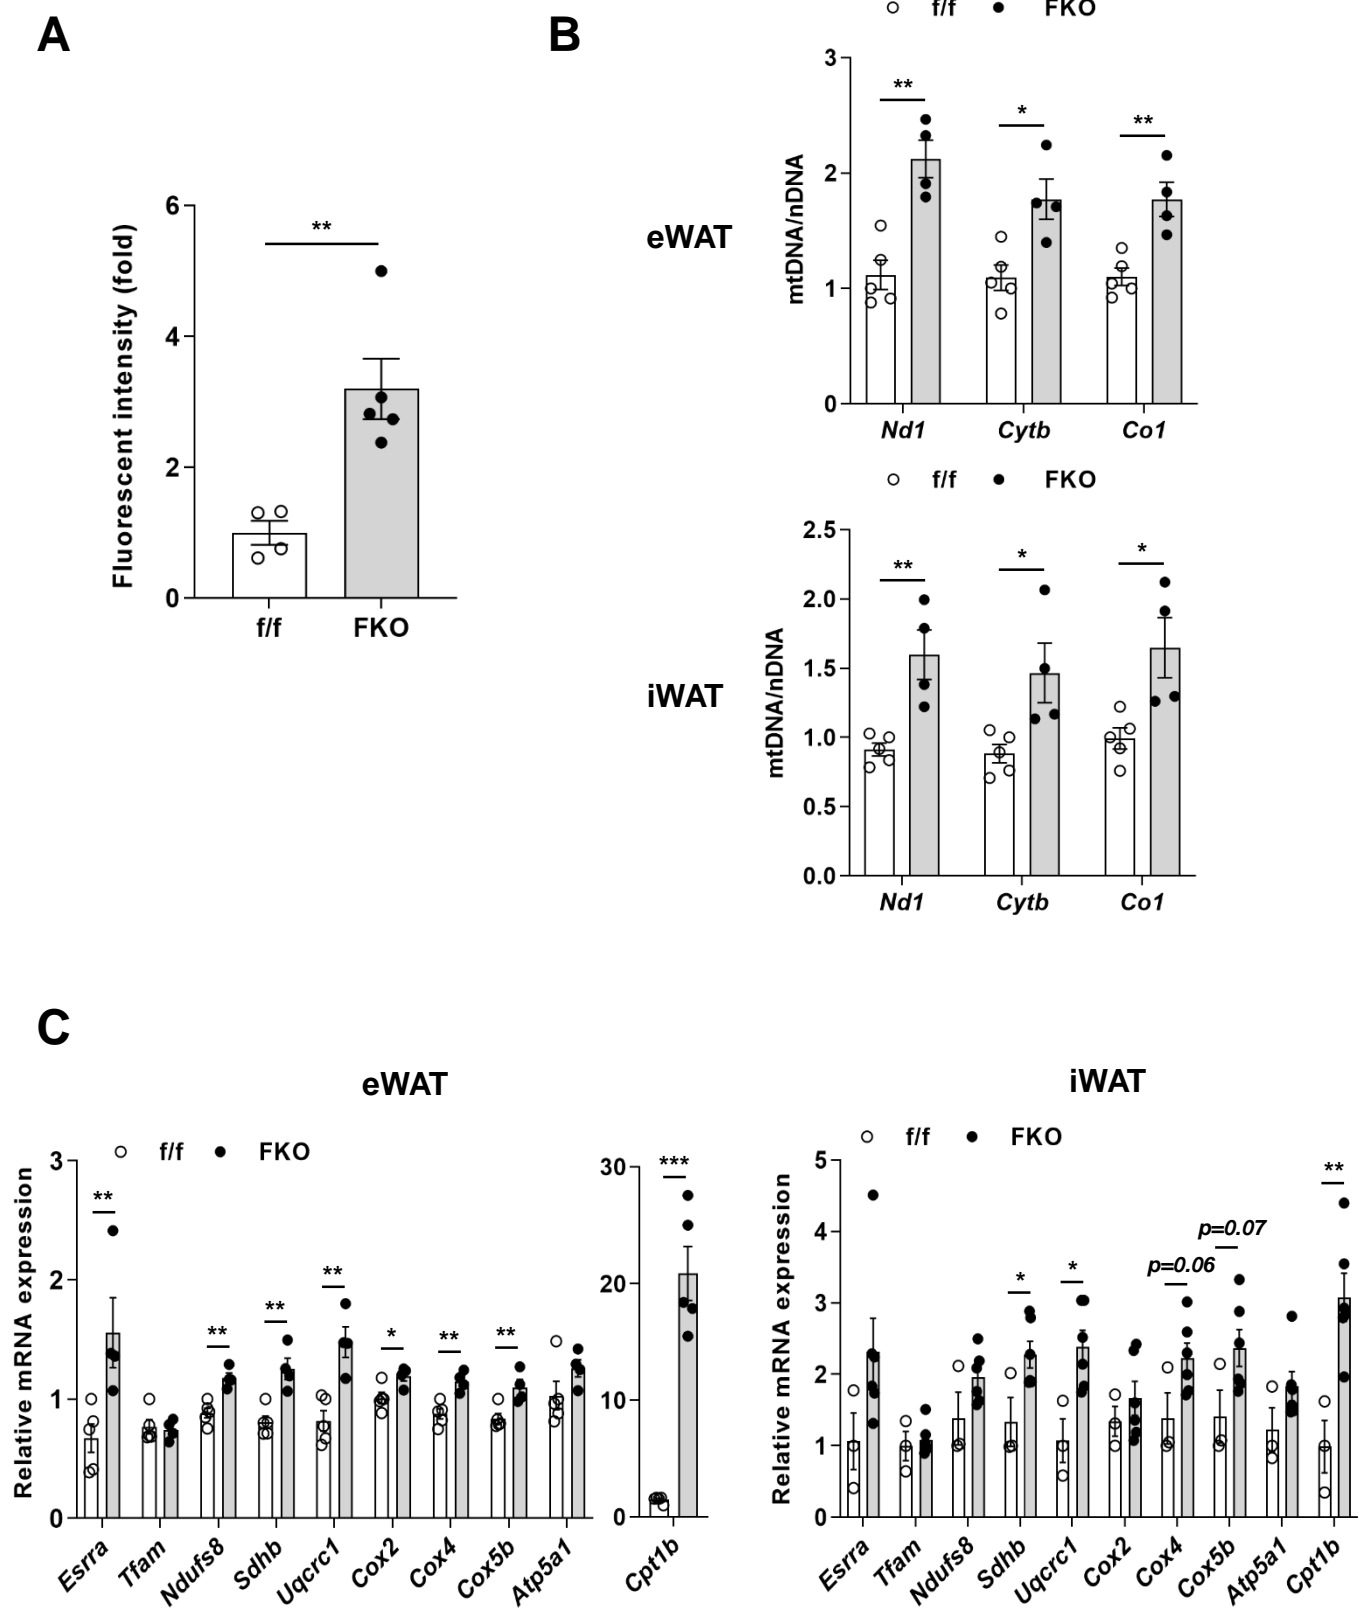 A
Fluorescent intensity (fold)
6
4
2
0
**
f/f
FKO
B
f/f FKO
eWAT
mtDNA/nDNA
3
2
1
0
** * **
Nd1 Cytb Co1
f/f FKO
iWAT
mtDNA/nDNA
2.5
2.0
1.5
1.0
0.5
0.0
** * *
Nd1 Cytb Co1
C
eWAT
f/f FKO
Relative mRNA expression
3
2
1
0
** ** ** ** * ** **
Esrra Tfam Ndufs8 Sdhb Uqcrc1 Cox2 Cox4 Cox5b Atp5a1
30
20
10
0
***
Cpt1b
iWAT
f/f FKO
Relative mRNA expression
5
4
3
2
1
0
* * p=0.06 p=0.07 **
Esrra Tfam Ndufs8 Sdhb Uqcrc1 Cox2 Cox4 Cox5b Atp5a1 Cpt1b